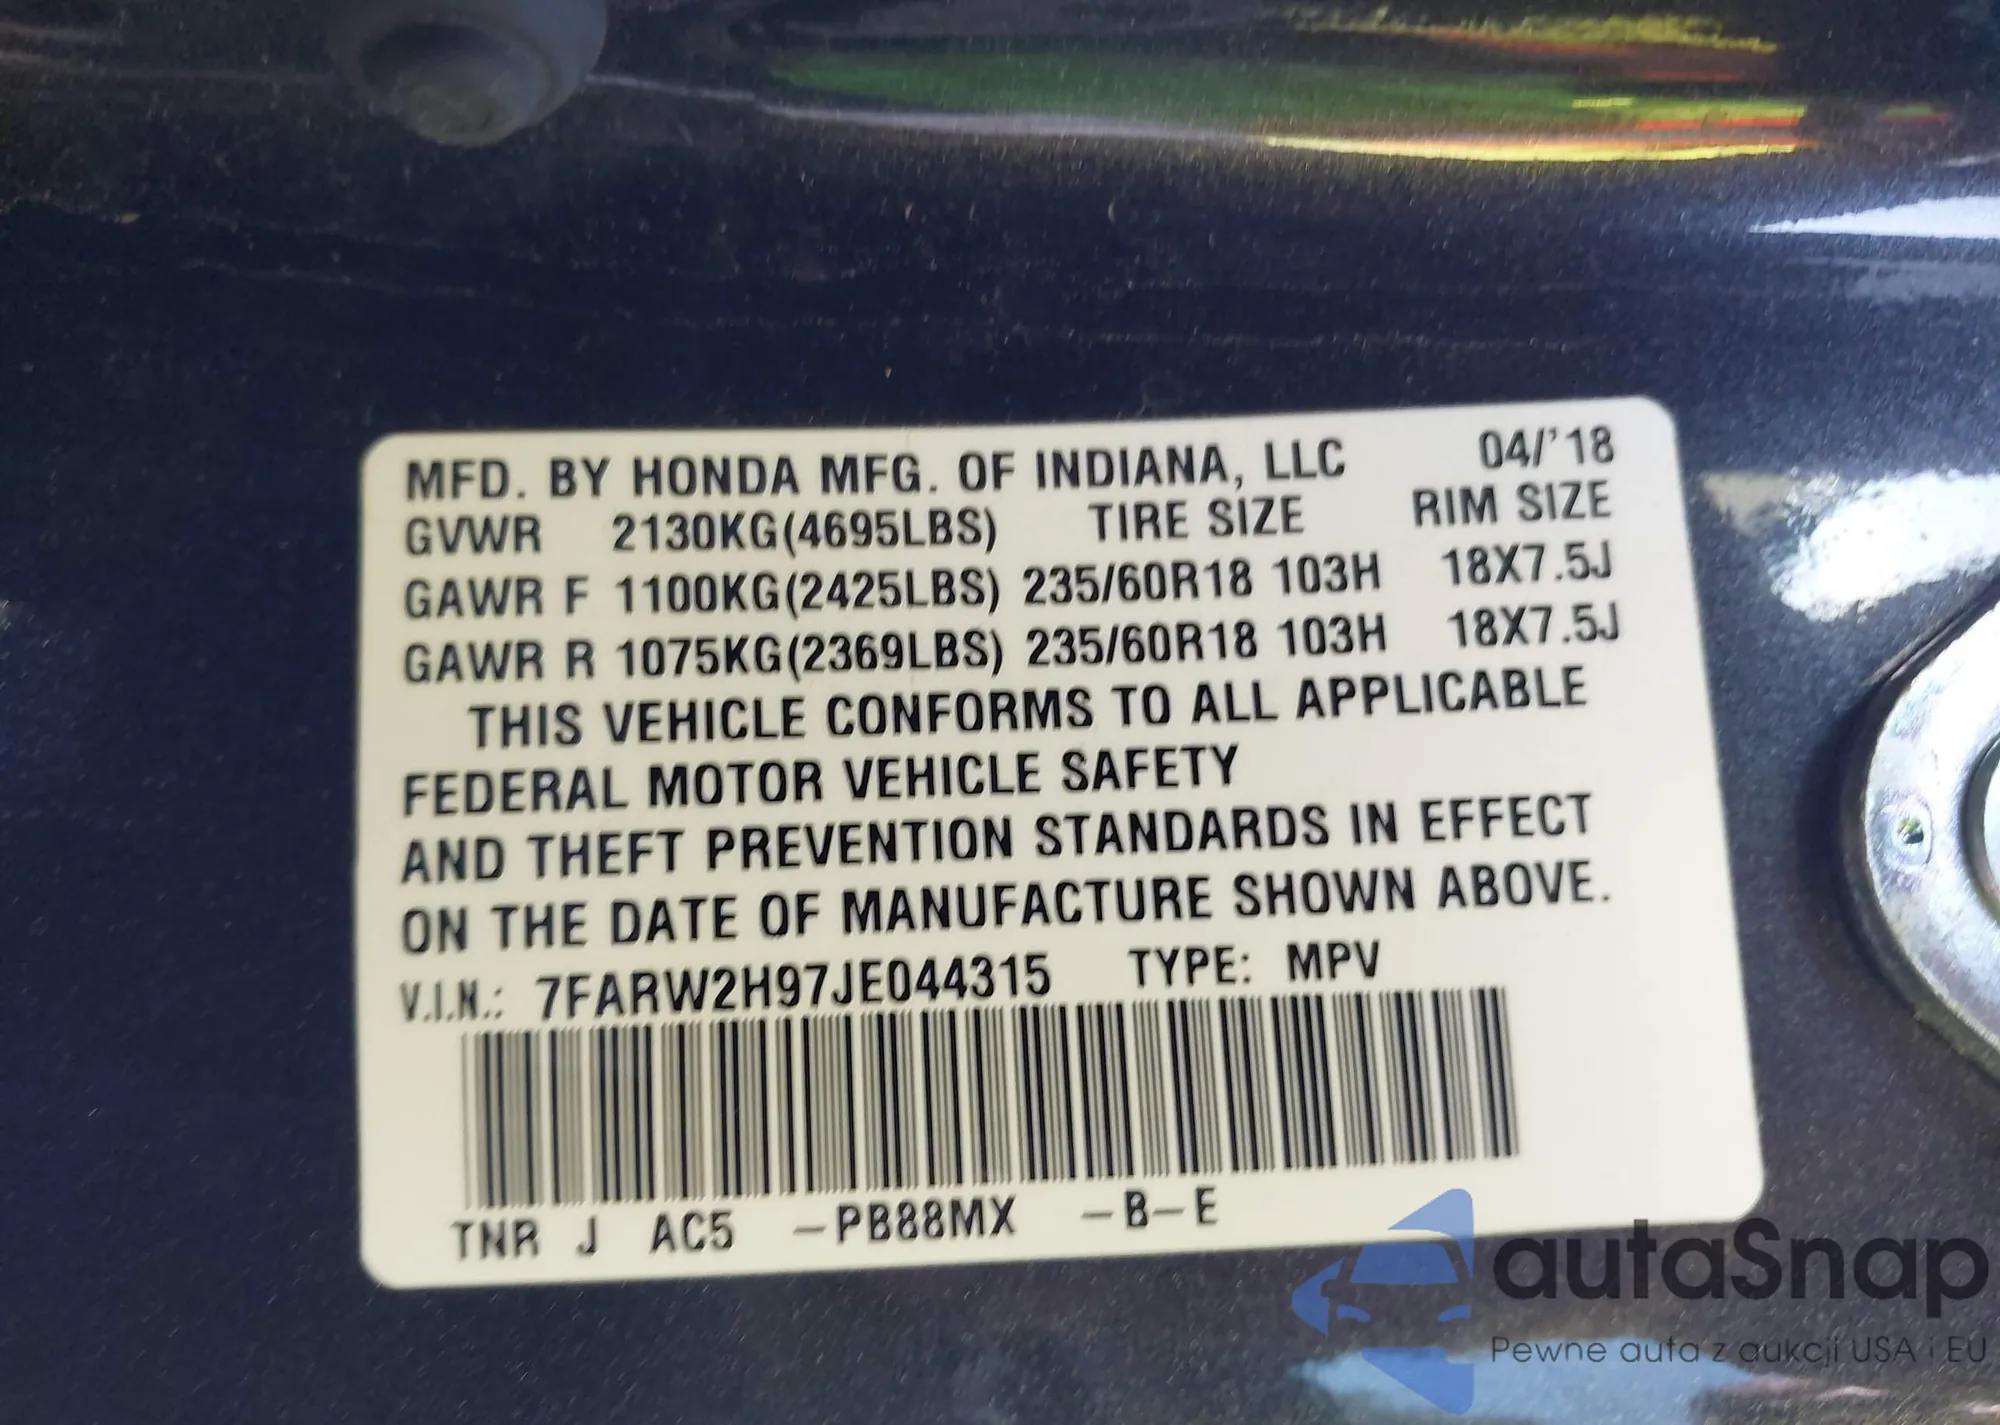 MFD. BY HONDA MFG. OF INDIANA, LLC 04/'18
GVWR 2130KG(4695LBS) TIRE SIZE RIM SIZE
GAWR F 1100KG(2425LBS) 235/60R18 103H 18X7.5J
GAWR R 1075KG(2369LBS) 235/60R18 103H 18X7.5J
THIS VEHICLE CONFORMS TO ALL APPLICABLE
FEDERAL MOTOR VEHICLE SAFETY
AND THEFT PREVENTION STANDARDS IN EFFECT
ON THE DATE OF MANUFACTURE SHOWN ABOVE.
V.I.N.: 7FARW2H97JE044315 TYPE: MPV
TNR J AC5 -PB88MX -B-E
autaSnap
Pewne auta z aukcji USA i EU